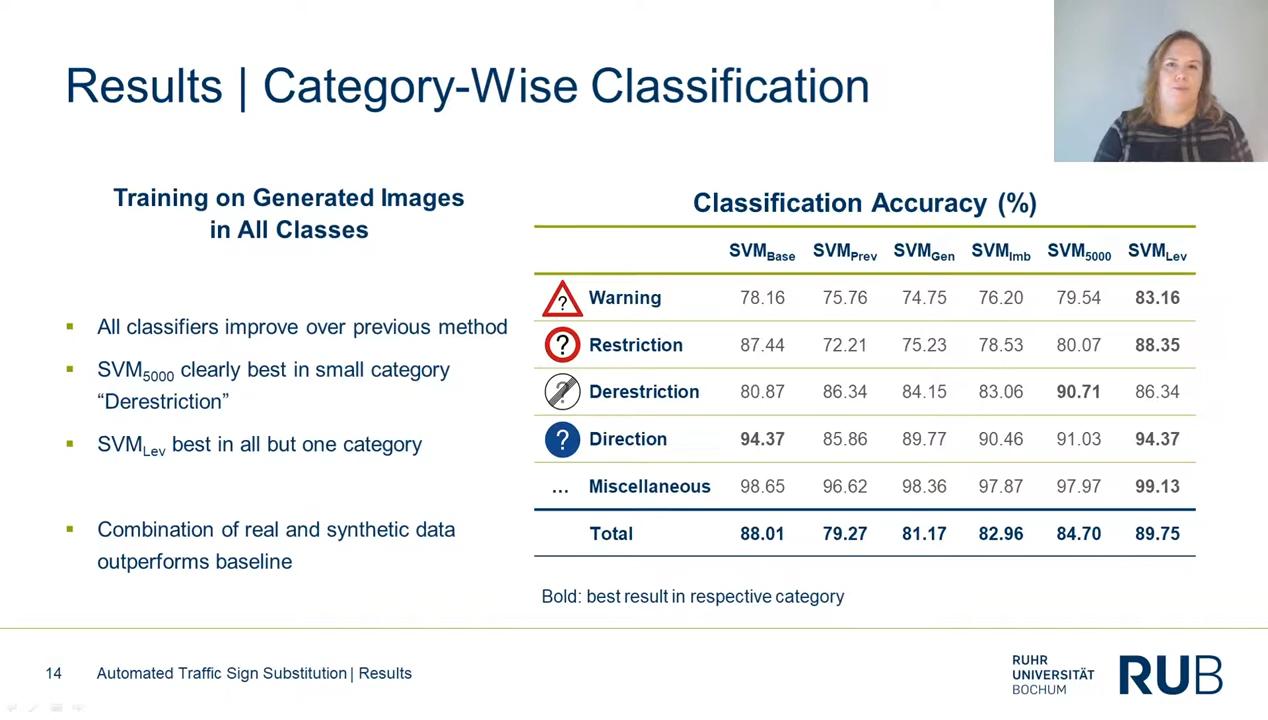 Results | Category-Wise Classification
Training on Generated Images
in All Classes
All classifiers improve over previous method
SVM5000 clearly best in small category
“Derestriction”
SVMLev best in all but one category
Combination of real and synthetic data
outperforms baseline
Classification Accuracy (%)
SVMBase SVMPrev SVMGen SVMImb SVM5000 SVMLev
? Warning 78.16 75.76 74.75 76.20 79.54 83.16
? Restriction 87.44 72.21 75.23 78.53 80.07 88.35
? Derestriction 80.87 86.34 84.15 83.06 90.71 86.34
? Direction 94.37 85.86 89.77 90.46 91.03 94.37
... Miscellaneous 98.65 96.62 98.36 97.87 97.97 99.13
Total 88.01 79.27 81.17 82.96 84.70 89.75
Bold: best result in respective category
14 Automated Traffic Sign Substitution | Results
RUHR
UNIVERSITÄT
BOCHUM
RUB